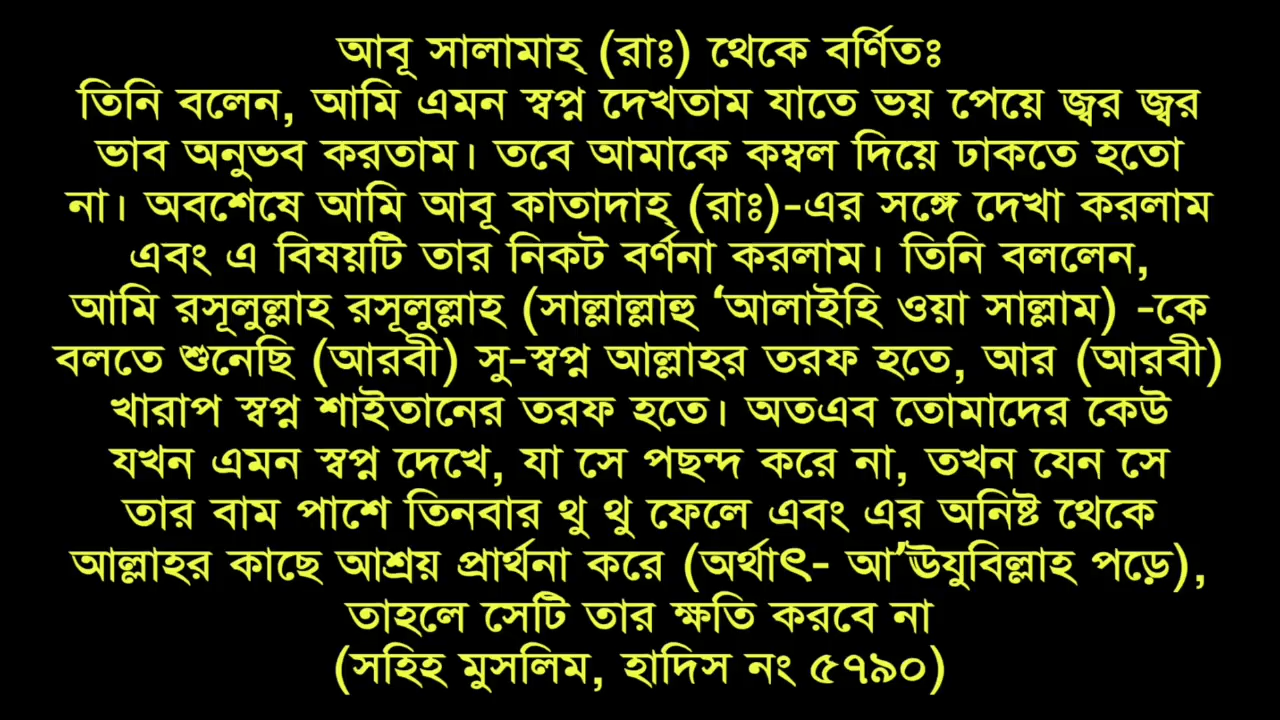 আবূ সালামাহ্ (রাঃ) থেকে বর্ণিতঃ
তিনি বলেন, আমি এমন স্বপ্ন দেখতাম যাতে ভয় পেয়ে জ্বর জ্বর
ভাব অনুভব করতাম। তবে আমাকে কম্বল দিয়ে ঢাকতে হতো
না। অবশেষে আমি আবূ কাতাদাহ্ (রাঃ)-এর সঙ্গে দেখা করলাম
এবং এ বিষয়টি তার নিকট বর্ণনা করলাম। তিনি বললেন,
আমি রসূলুল্লাহ রসূলুল্লাহ (সাল্লাল্লাহু ‘আলাইহি ওয়া সাল্লাম) -কে
বলতে শুনেছি (আরবী) সু-স্বপ্ন আল্লাহর তরফ হতে, আর (আরবী)
খারাপ স্বপ্ন শাইতানের তরফ হতে। অতএব তোমাদের কেউ
যখন এমন স্বপ্ন দেখে, যা সে পছন্দ করে না, তখন যেন সে
তার বাম পাশে তিনবার থু থু ফেলে এবং এর অনিষ্ট থেকে
আল্লাহর কাছে আশ্রয় প্রার্থনা করে (অর্থাৎ- আ’ঊযুবিল্লাহ পড়ে),
তাহলে সেটি তার ক্ষতি করবে না
(সহিহ মুসলিম, হাদিস নং ৫৭৯০)